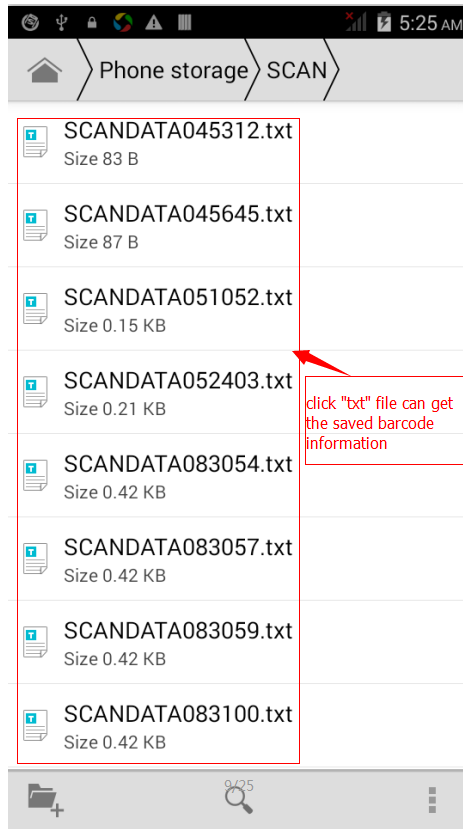 5:25 AM
Phone storage
SCAN
SCANDATA045312.txt
Size 83 B
SCANDATA045645.txt
Size 87 B
SCANDATA051052.txt
Size 0.15 KB
SCANDATA052403.txt
Size 0.21 KB
click "txt" file can get
the saved barcode
information
SCANDATA083054.txt
Size 0.42 KB
SCANDATA083057.txt
Size 0.42 KB
SCANDATA083059.txt
Size 0.42 KB
SCANDATA083100.txt
Size 0.42 KB
9/25